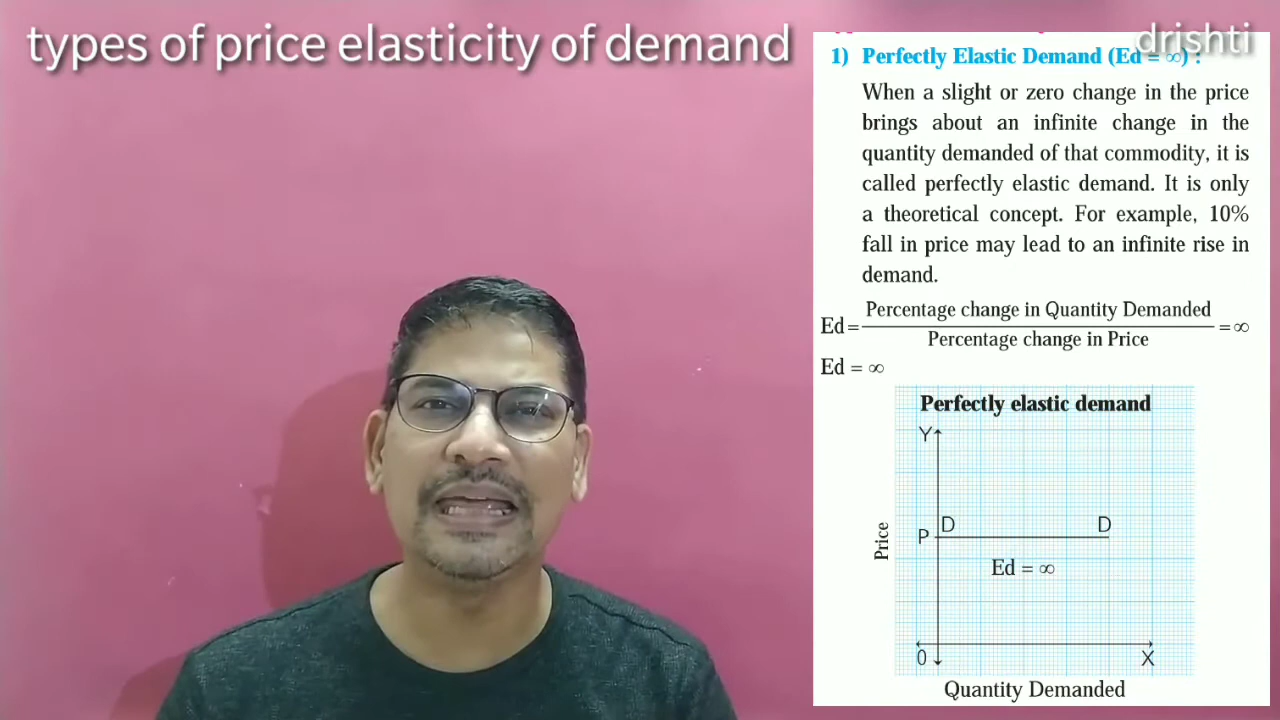 types of price elasticity of demand
drishti
1) Perfectly Elastic Demand (Ed = ∞) :
When a slight or zero change in the price
brings about an infinite change in the
quantity demanded of that commodity, it is
called perfectly elastic demand. It is only
a theoretical concept. For example, 10%
fall in price may lead to an infinite rise in
demand.
Ed = Percentage change in Quantity Demanded = ∞
Percentage change in Price
Ed = ∞
Perfectly elastic demand
Y
D D
P
Price
Ed = ∞
0 X
Quantity Demanded